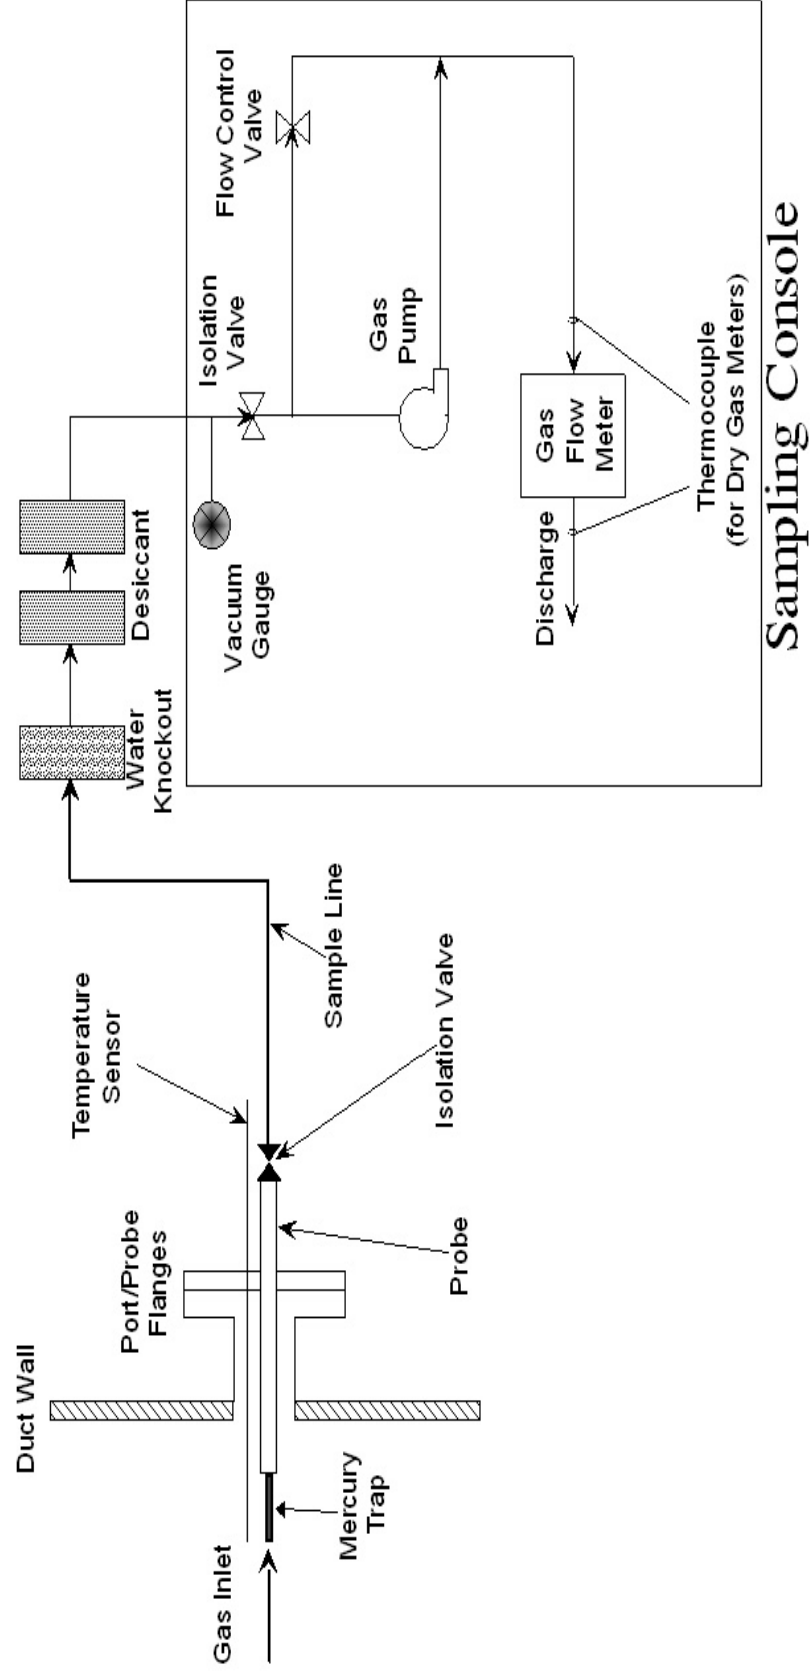 Gas Inlet
Duct Wall
Mercury
Trap
Port/Probe
Flanges
Probe
Temperature
Sensor
Isolation Valve
Sample Line
Water
Knockout
Desiccant
Vacuum
Gauge
Isolation
Valve
Flow Control
Valve
Gas
Pump
Discharge
Gas
Flow
Meter
Thermocouple
(for Dry Gas Meters)
Sampling Console